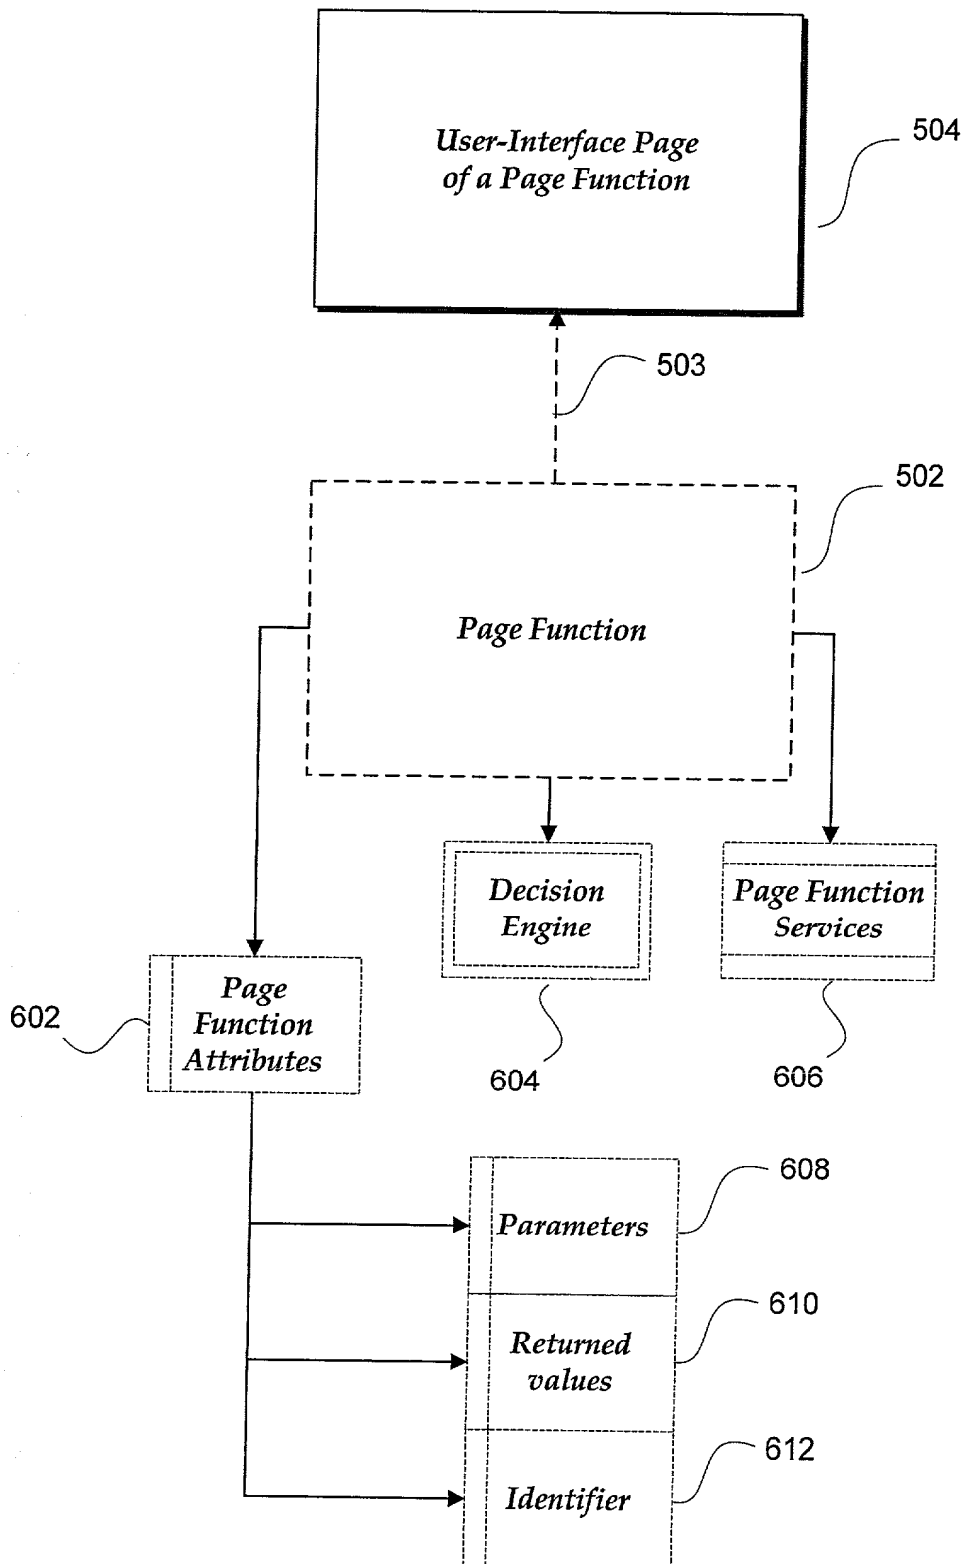 User-Interface Page
of a Page Function
504
503
502
Page Function
Decision
Engine
Page Function
Services
Page
Function
Attributes
602
604
606
608
Parameters
610
Returned
values
612
Identifier